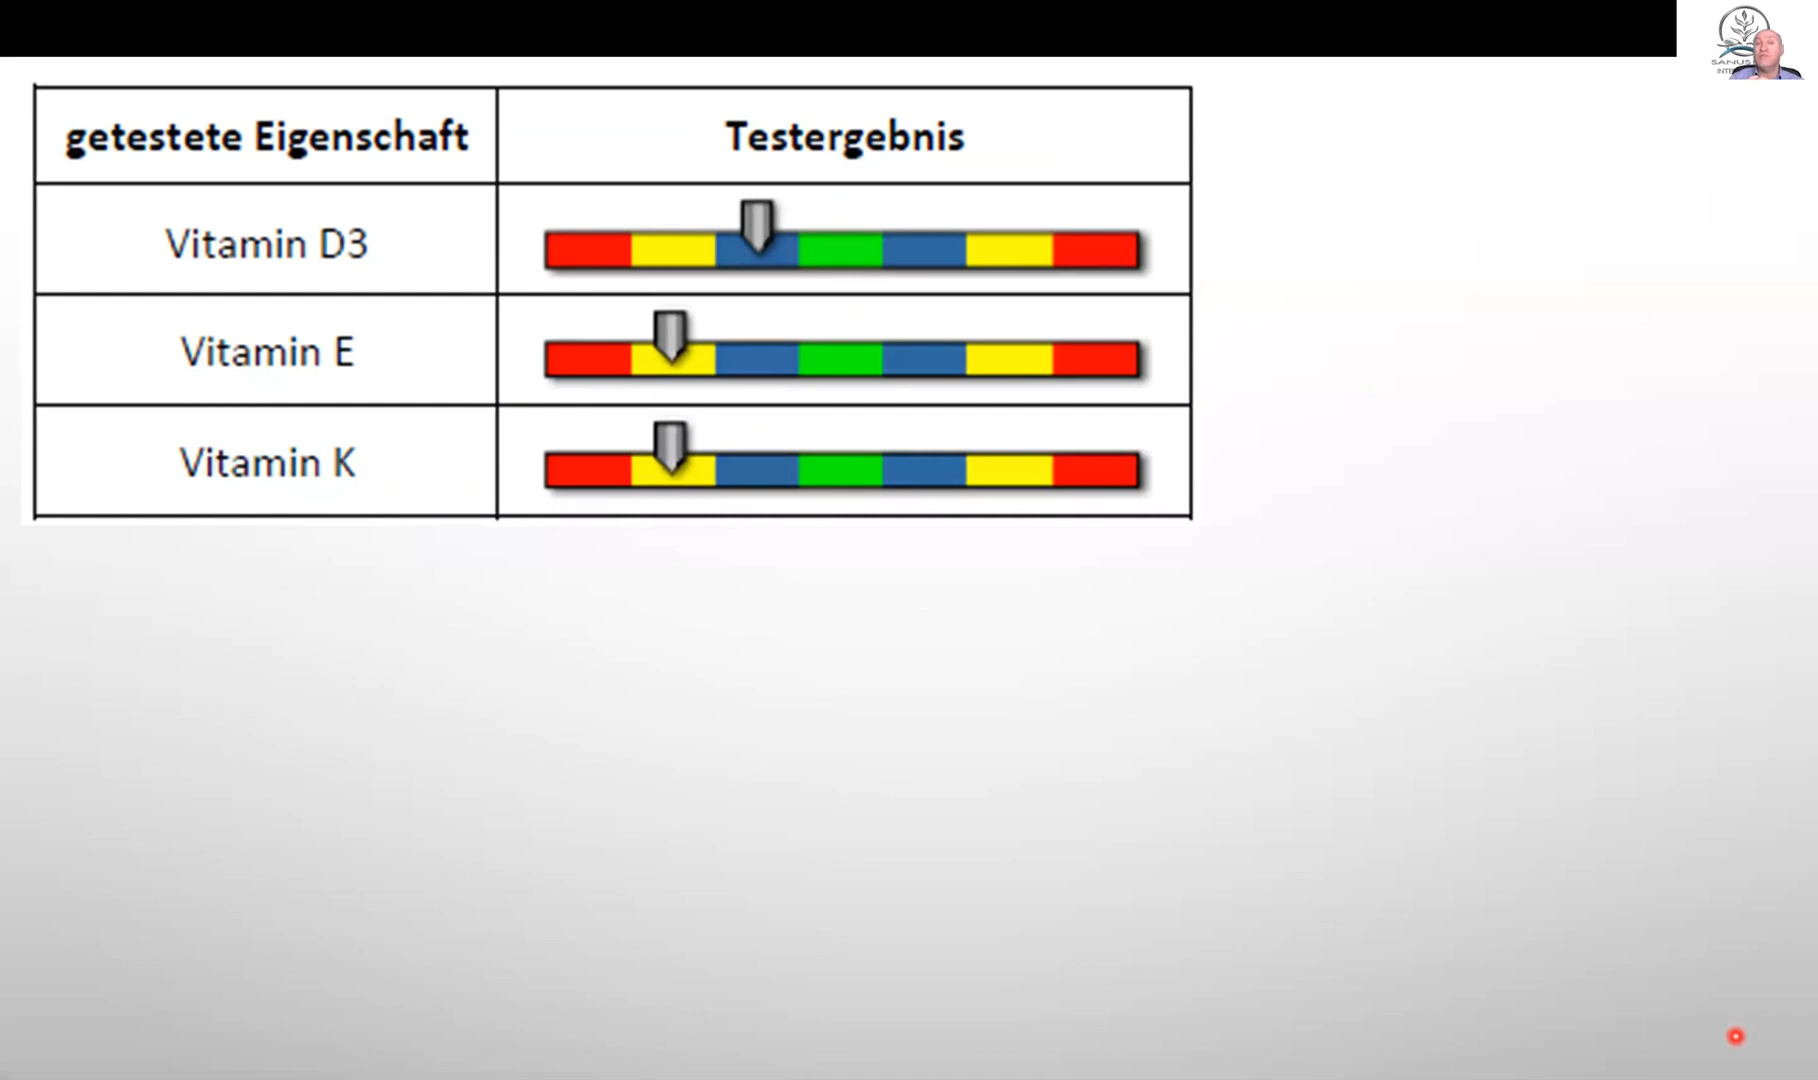 getestete Eigenschaft
Testergebnis
Vitamin D3
Vitamin E
Vitamin K